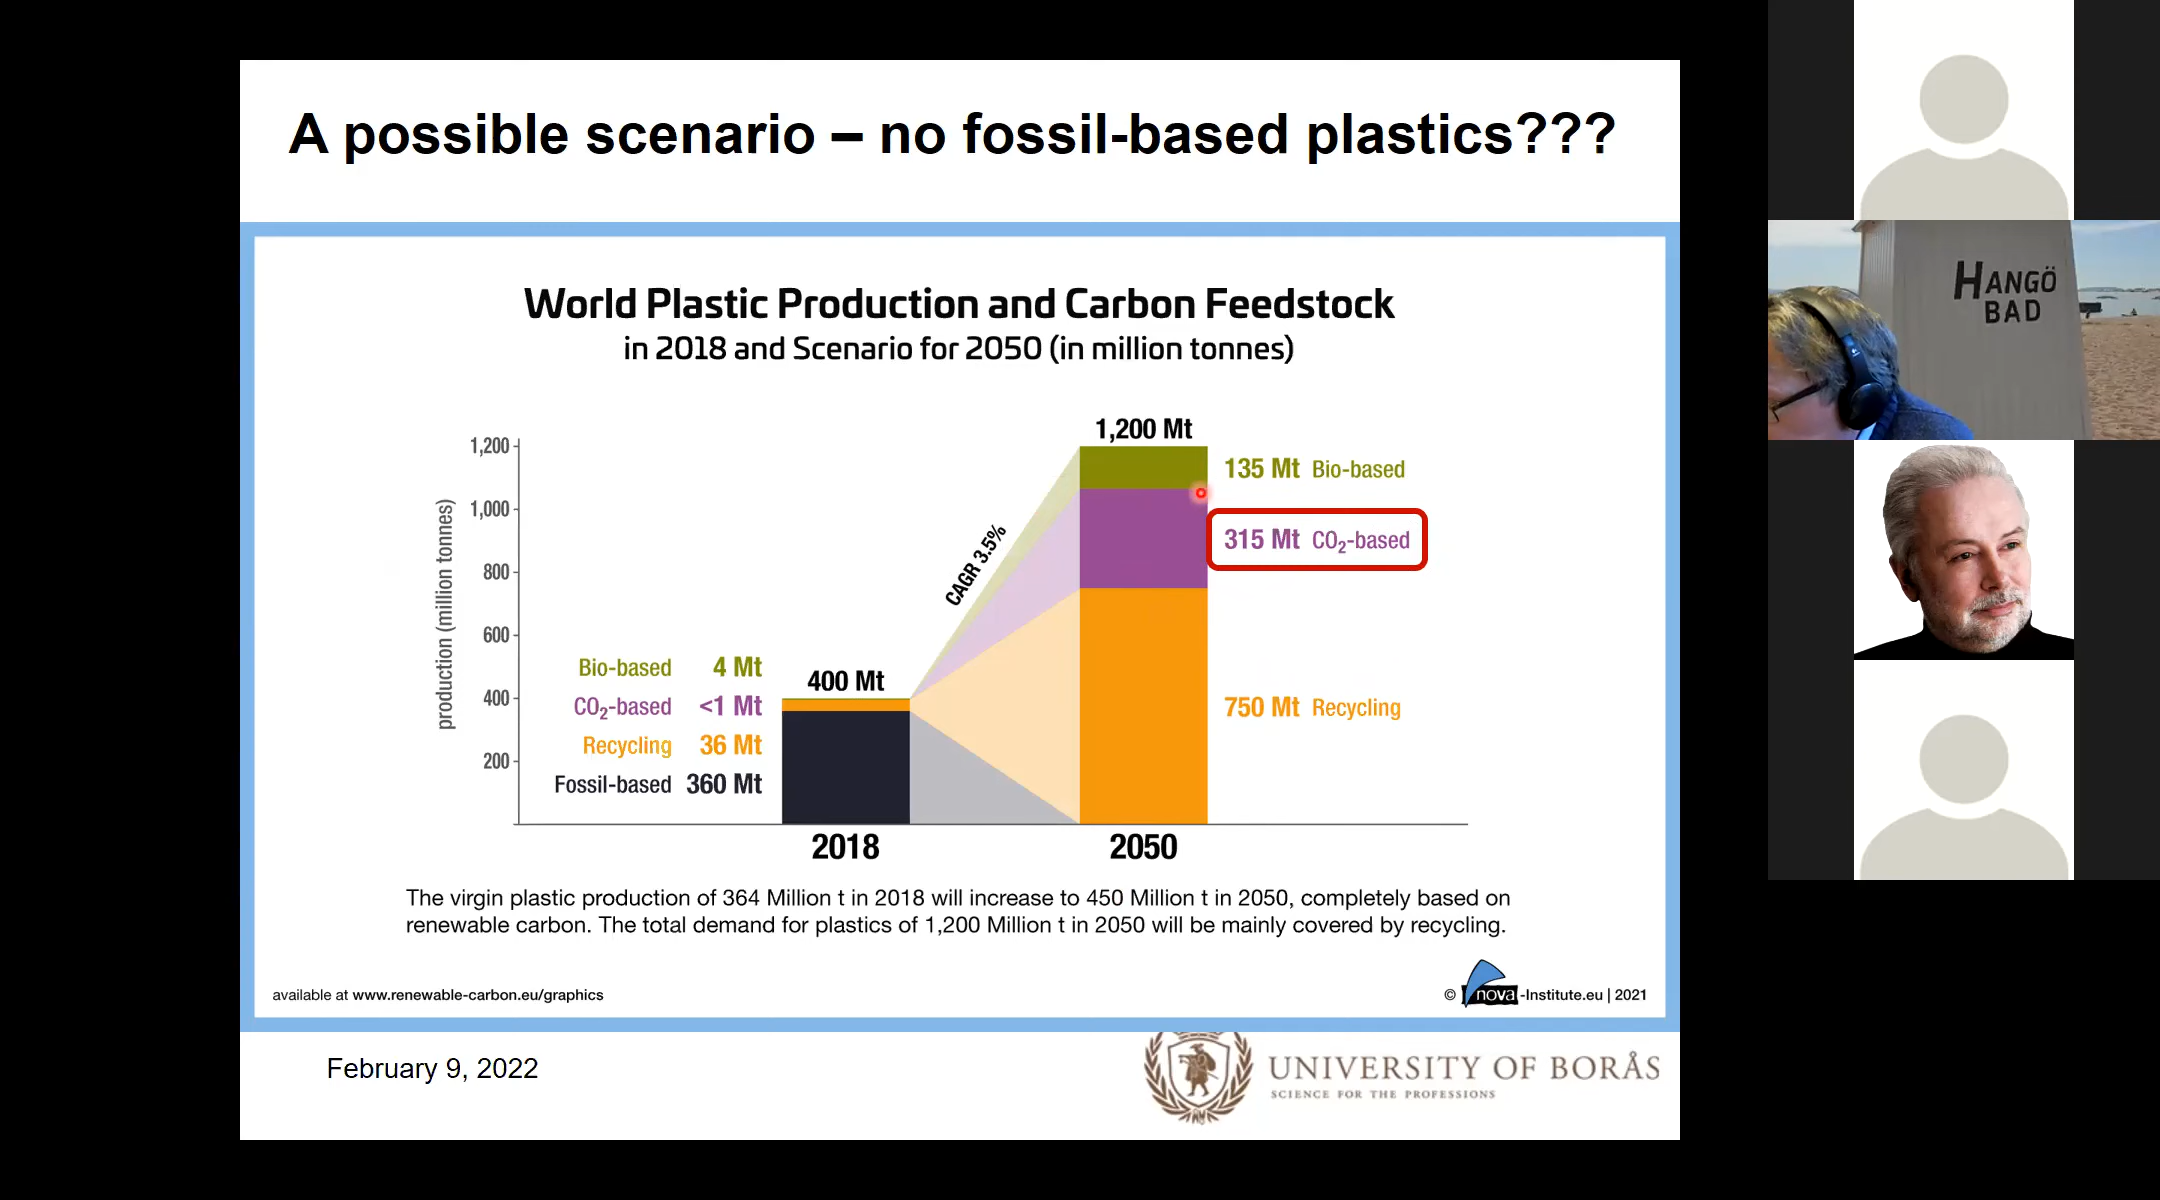 A possible scenario – no fossil-based plastics???
World Plastic Production and Carbon Feedstock
in 2018 and Scenario for 2050 (in million tonnes)
production (million tonnes)
1,200
1,000
800
600
400
200
Bio-based 4 Mt
CO₂-based <1 Mt
Recycling 36 Mt
Fossil-based 360 Mt
400 Mt
2018
CAGR 3.5%
1,200 Mt
135 Mt Bio-based
315 Mt CO₂-based
750 Mt Recycling
2050
The virgin plastic production of 364 Million t in 2018 will increase to 450 Million t in 2050, completely based on
renewable carbon. The total demand for plastics of 1,200 Million t in 2050 will be mainly covered by recycling.
available at www.renewable-carbon.eu/graphics
© nova-Institute.eu | 2021
February 9, 2022
UNIVERSITY OF BORÅS
SCIENCE FOR THE PROFESSIONS
HANGÖ
BAD